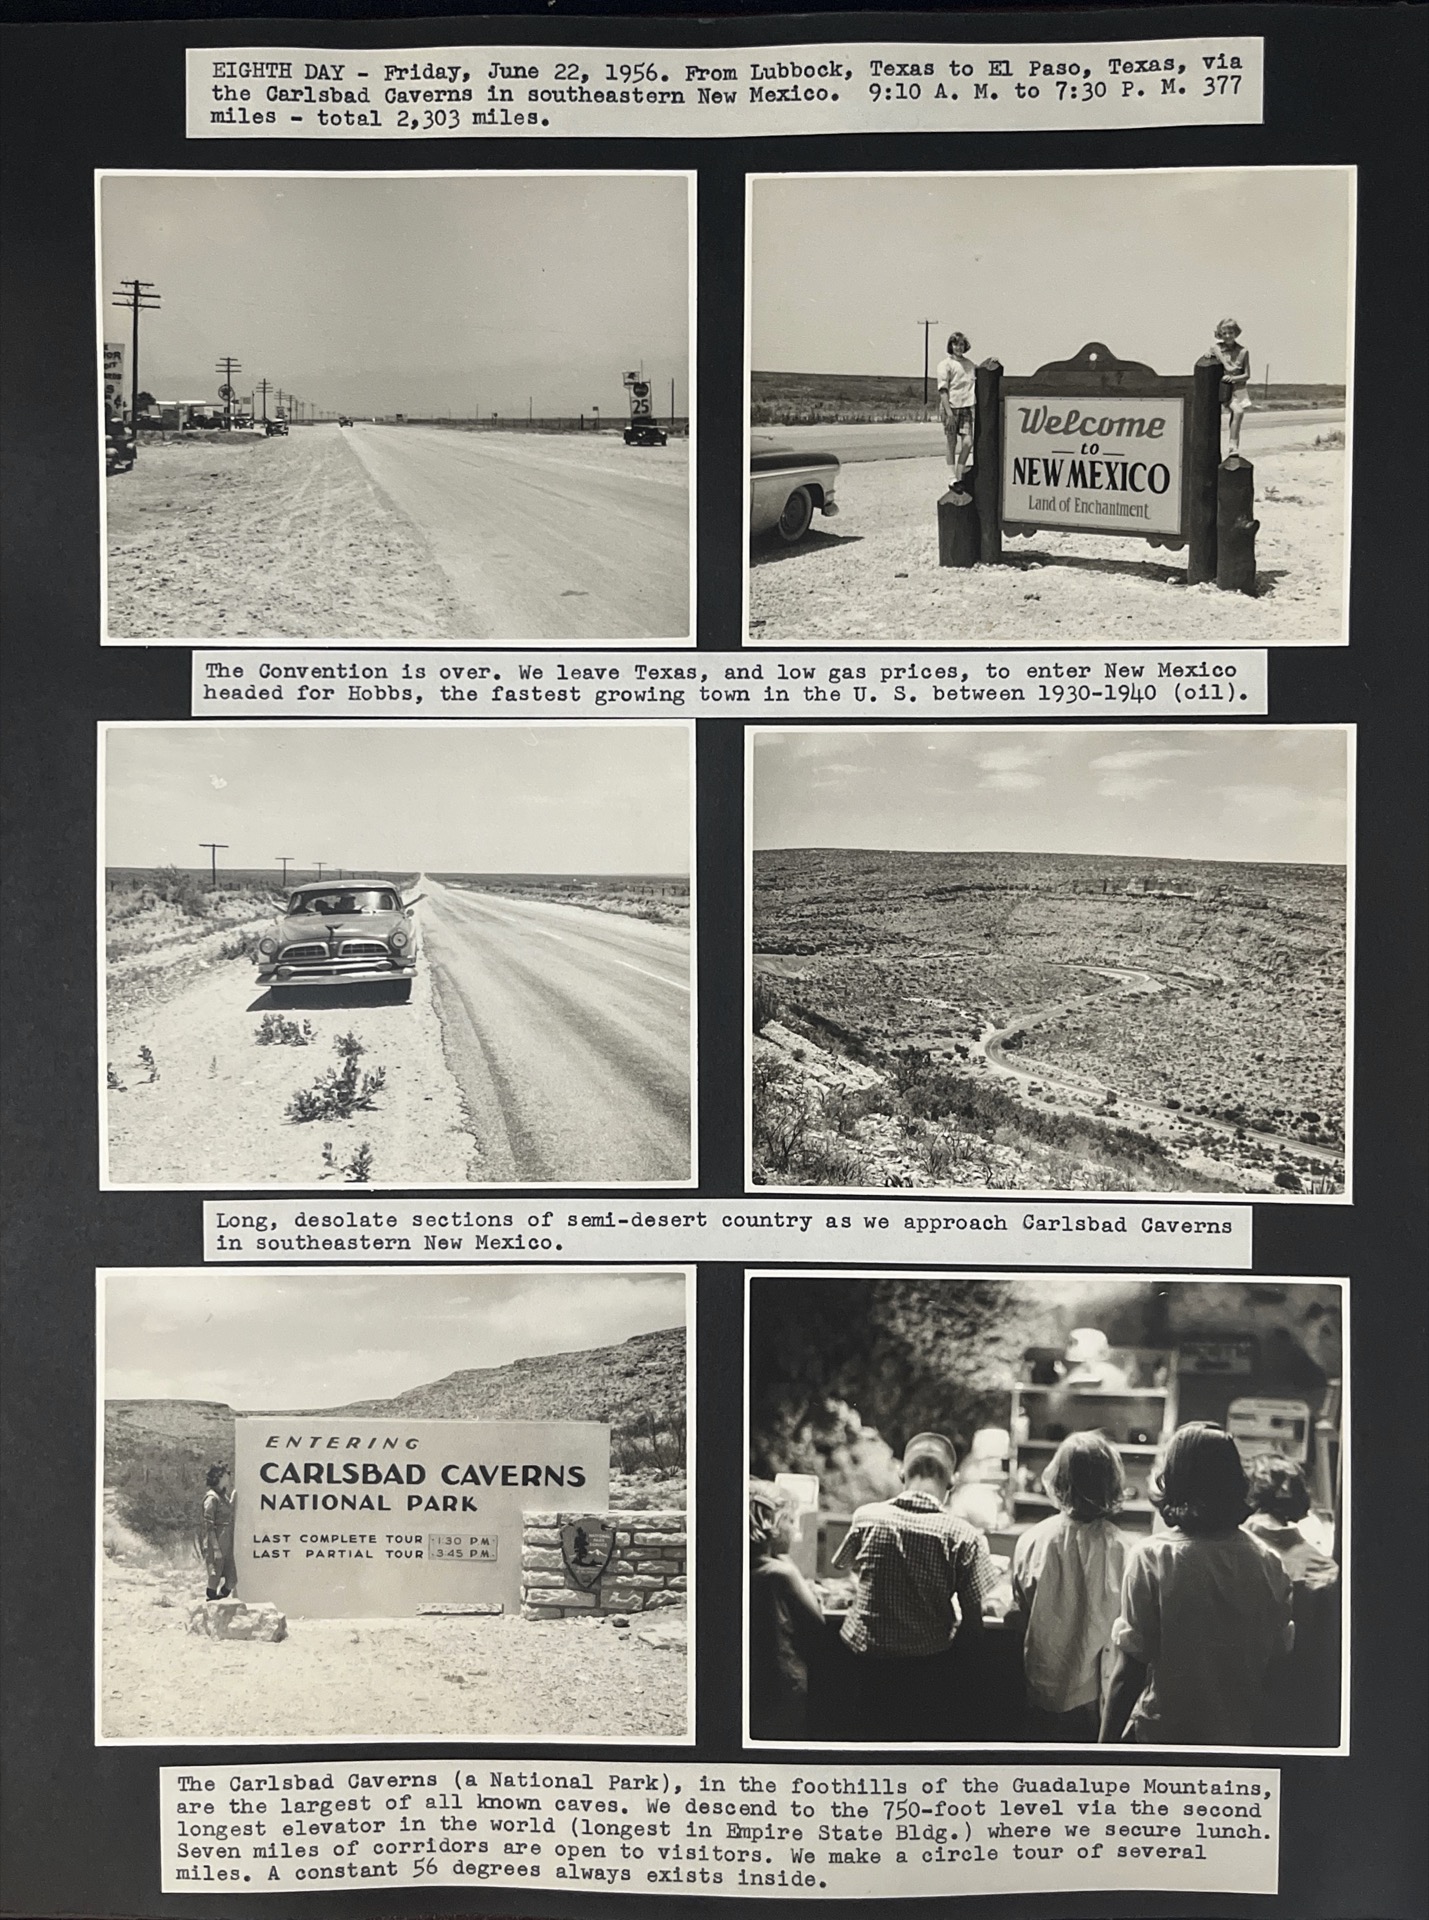 EIGHTH DAY - Friday, June 22, 1956. From Lubbock, Texas to El Paso, Texas, via
the Carlsbad Caverns in southeastern New Mexico. 9:10 A. M. to 7:30 P. M. 377
miles - total 2,303 miles.
25
Welcome
to
NEW MEXICO
Land of Enchantment
The Convention is over. We leave Texas, and low gas prices, to enter New Mexico
headed for Hobbs, the fastest growing town in the U. S. between 1930-1940 (oil).
Long, desolate sections of semi-desert country as we approach Carlsbad Caverns
in southeastern New Mexico.
ENTERING
CARLSBAD CAVERNS
NATIONAL PARK
LAST COMPLETE TOUR 1:30 P.M.
LAST PARTIAL TOUR 3:45 P.M.
The Carlsbad Caverns (a National Park), in the foothills of the Guadalupe Mountains,
are the largest of all known caves. We descend to the 750-foot level via the second
longest elevator in the world (longest in Empire State Bldg.) where we secure lunch.
Seven miles of corridors are open to visitors. We make a circle tour of several
miles. A constant 56 degrees always exists inside.